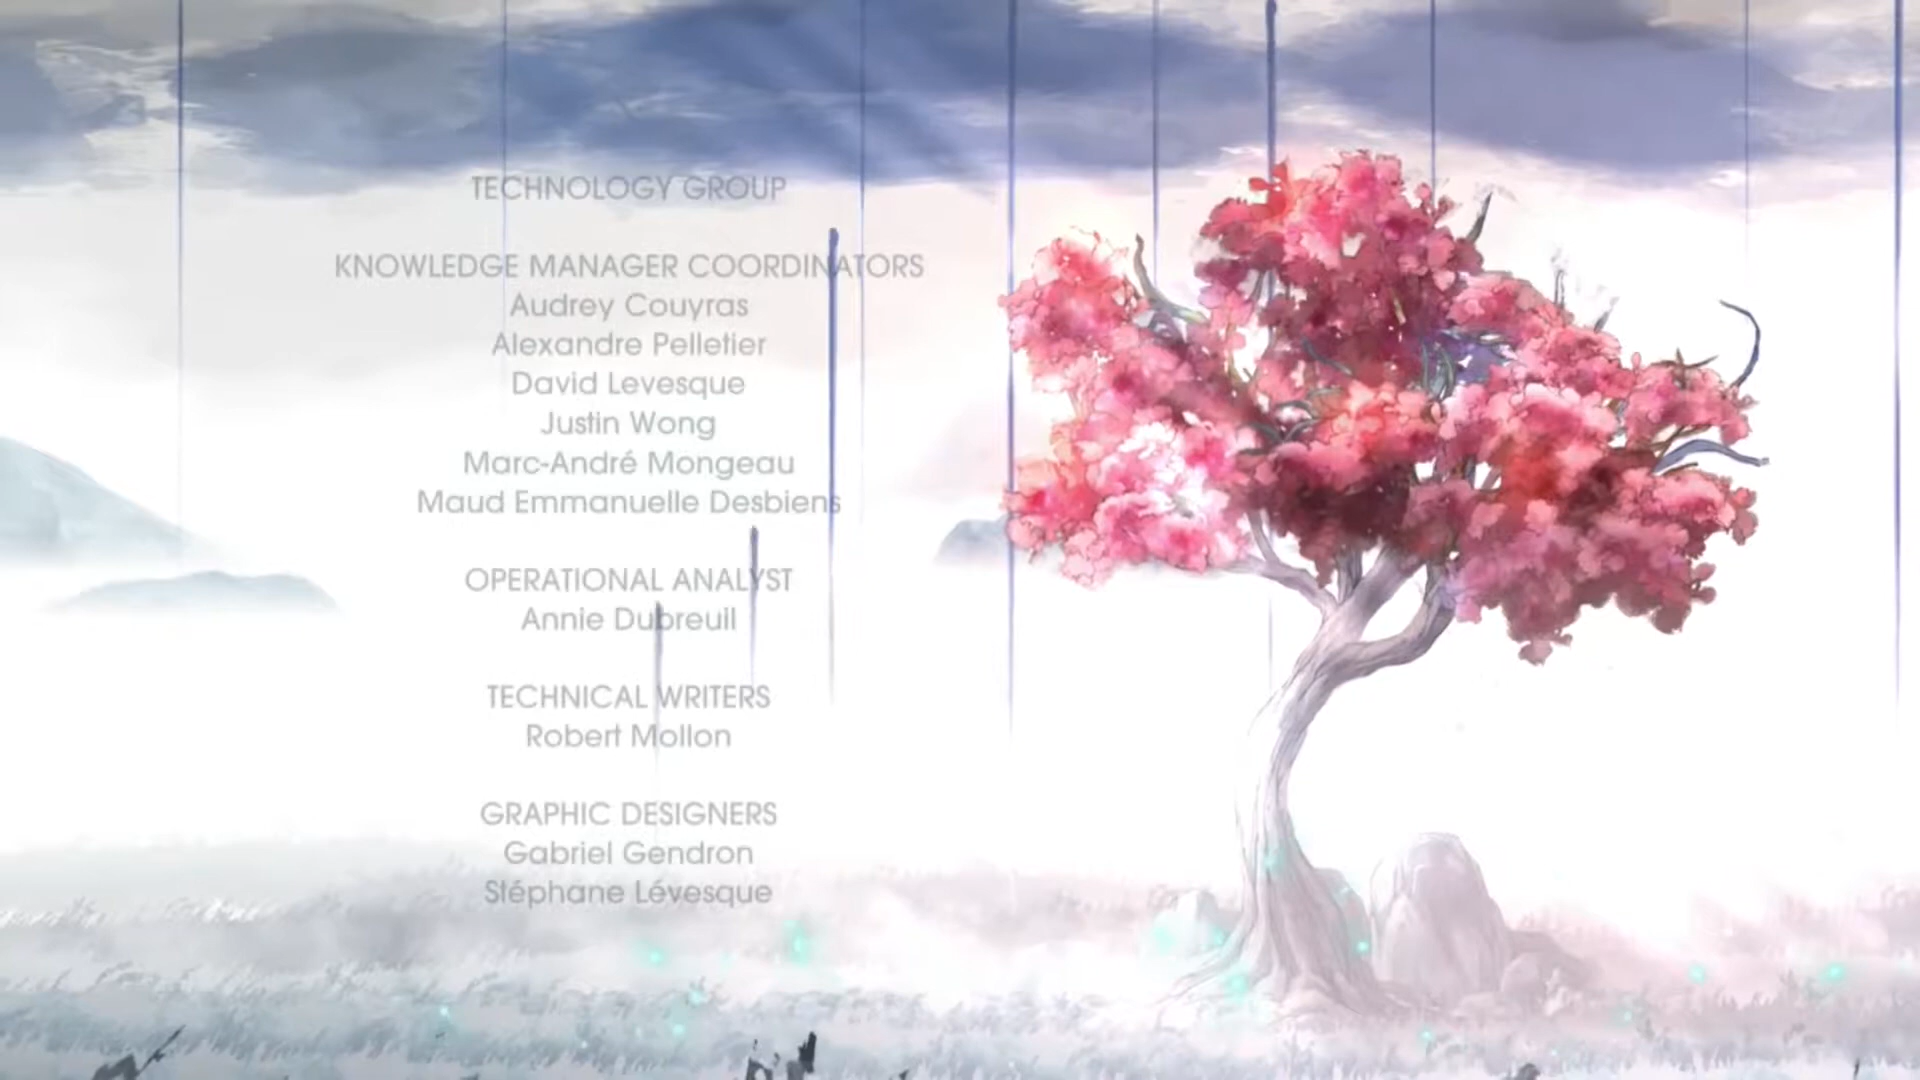 TECHNOLOGY GROUP
KNOWLEDGE MANAGER COORDINATORS
Audrey Couyras
Alexandre Pelletier
David Levesque
Justin Wong
Marc-André Mongeau
Maud Emmanuelle Desbiens
OPERATIONAL ANALYST
Annie Dubreuil
TECHNICAL WRITERS
Robert Mollon
GRAPHIC DESIGNERS
Gabriel Gendron
Stéphane Lévesque